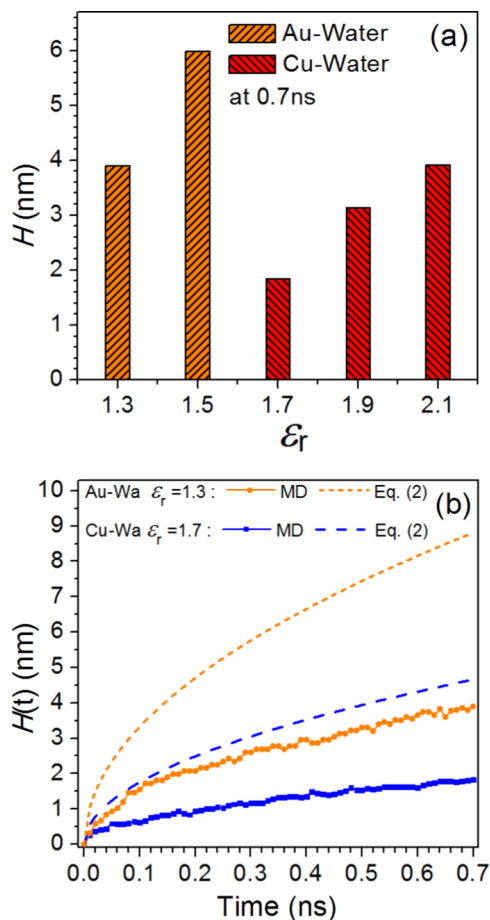 (a)
Au-Water
Cu-Water
at 0.7ns
H (nm)
6
5
4
3
2
1
0
1.3 1.5 1.7 1.9 2.1
εr
(b)
Au-Wa εr =1.3 : MD Eq. (2)
Cu-Wa εr =1.7 : MD Eq. (2)
H(t) (nm)
10
9
8
7
6
5
4
3
2
1
0
0.0 0.1 0.2 0.3 0.4 0.5 0.6 0.7
Time (ns)